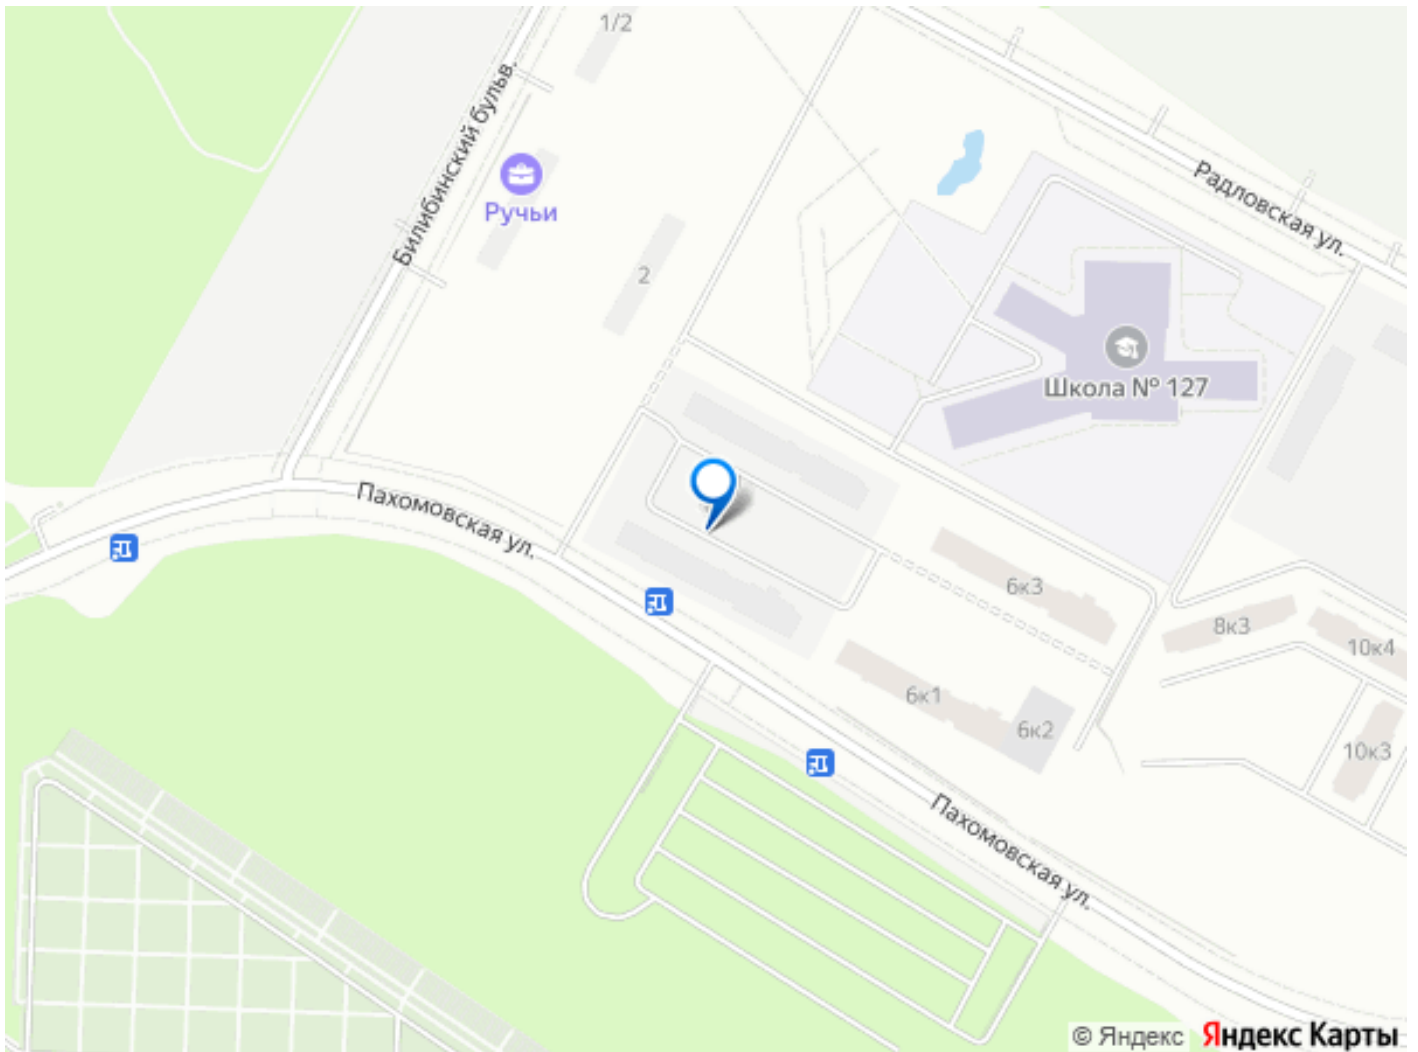 1/2
Билибинский бульв.
Ручьи
2
Радловская ул.
Школа № 127
Пахомовская ул.
6к3
8к3
10к4
6к1
6к2
10к3
Пахомовская ул.
© Яндекс Яндекс Карты